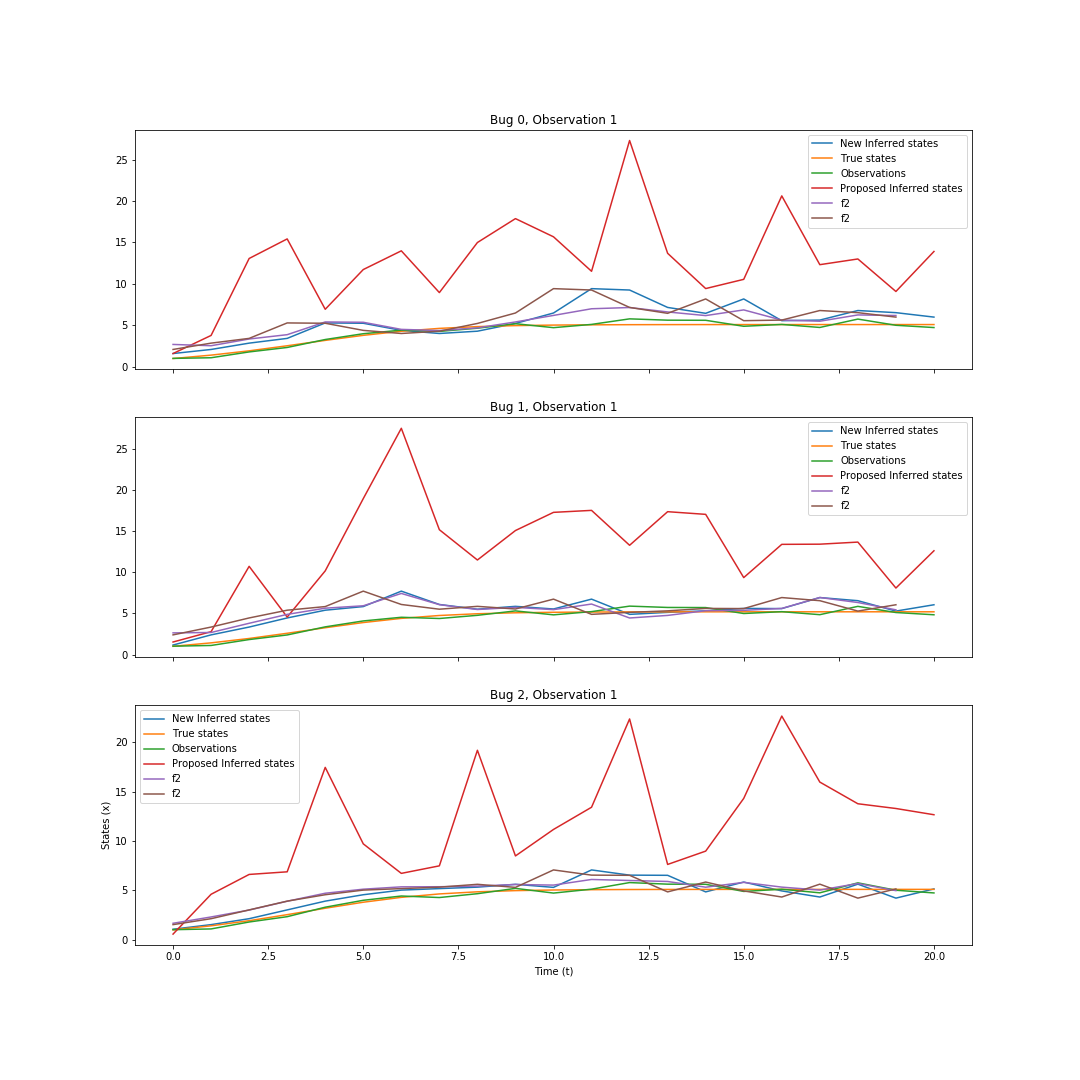 Bug 0, Observation 1
25
20
15
10
5
0
New Inferred states
True states
Observations
Proposed Inferred states
f2
f2
Bug 1, Observation 1
25
20
15
10
5
0
New Inferred states
True states
Observations
Proposed Inferred states
f2
f2
Bug 2, Observation 1
New Inferred states
True states
Observations
Proposed Inferred states
f2
f2
States (x)
20
15
10
5
0
0.0 2.5 5.0 7.5 10.0 12.5 15.0 17.5 20.0
Time (t)